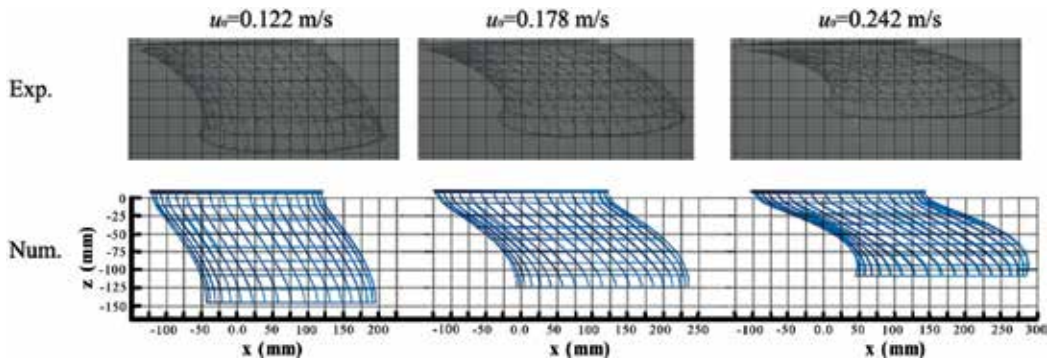 u₀=0.122 m/s u₀=0.178 m/s u₀=0.242 m/s
Exp.
Num.
z (mm)
0
-25
-50
-75
-100
-125
-150
-100 -50 0.0 50 100 150 200 -100 -50 0.0 50 100 150 200 -100 -50 0.0 50 100 150 200 250 300
x (mm) x (mm) x (mm)